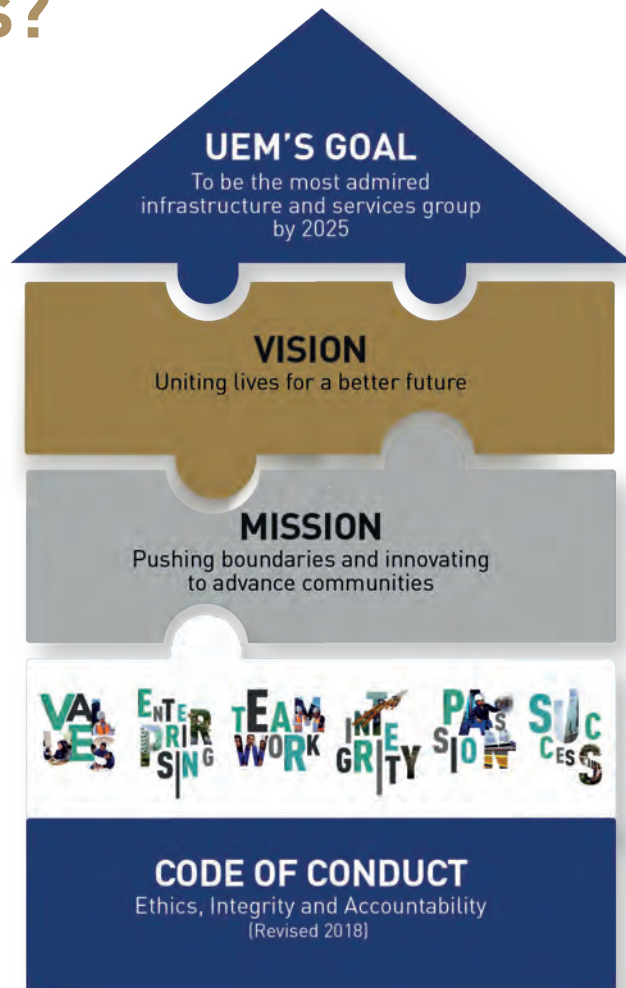 s?
UEM'S GOAL
To be the most admired
infrastructure and services group
by 2025
VISION
Uniting lives for a better future
MISSION
Pushing boundaries and innovating
to advance communities
VALUES
ENTERPRISING
TEAMWORK
INTEGRITY
PASSION
SUCCESS
CODE OF CONDUCT
Ethics, Integrity and Accountability
(Revised 2018)